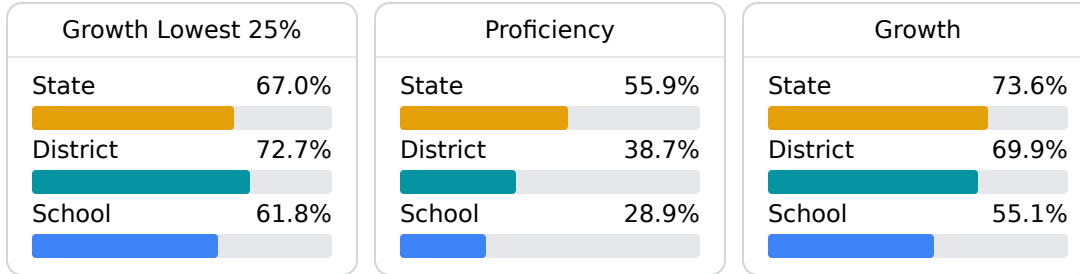 Growth Lowest 25%
State 67.0%
District 72.7%
School 61.8%
Proficiency
State 55.9%
District 38.7%
School 28.9%
Growth
State 73.6%
District 69.9%
School 55.1%